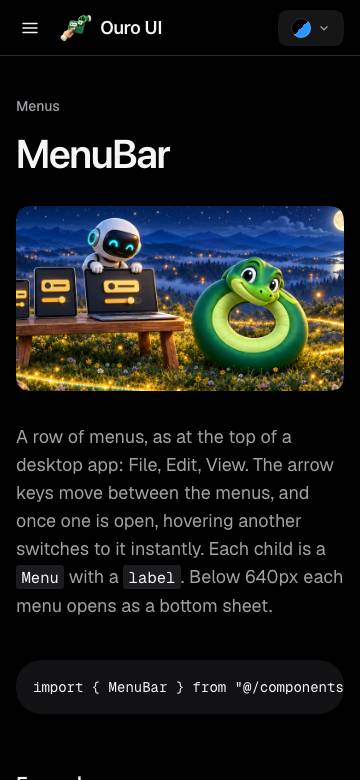 Ouro UI
Menus
MenuBar
A row of menus, as at the top of a
desktop app: File, Edit, View. The arrow
keys move between the menus, and
once one is open, hovering another
switches to it instantly. Each child is a
Menu with a label. Below 640px each
menu opens as a bottom sheet.
import { MenuBar } from "@/components